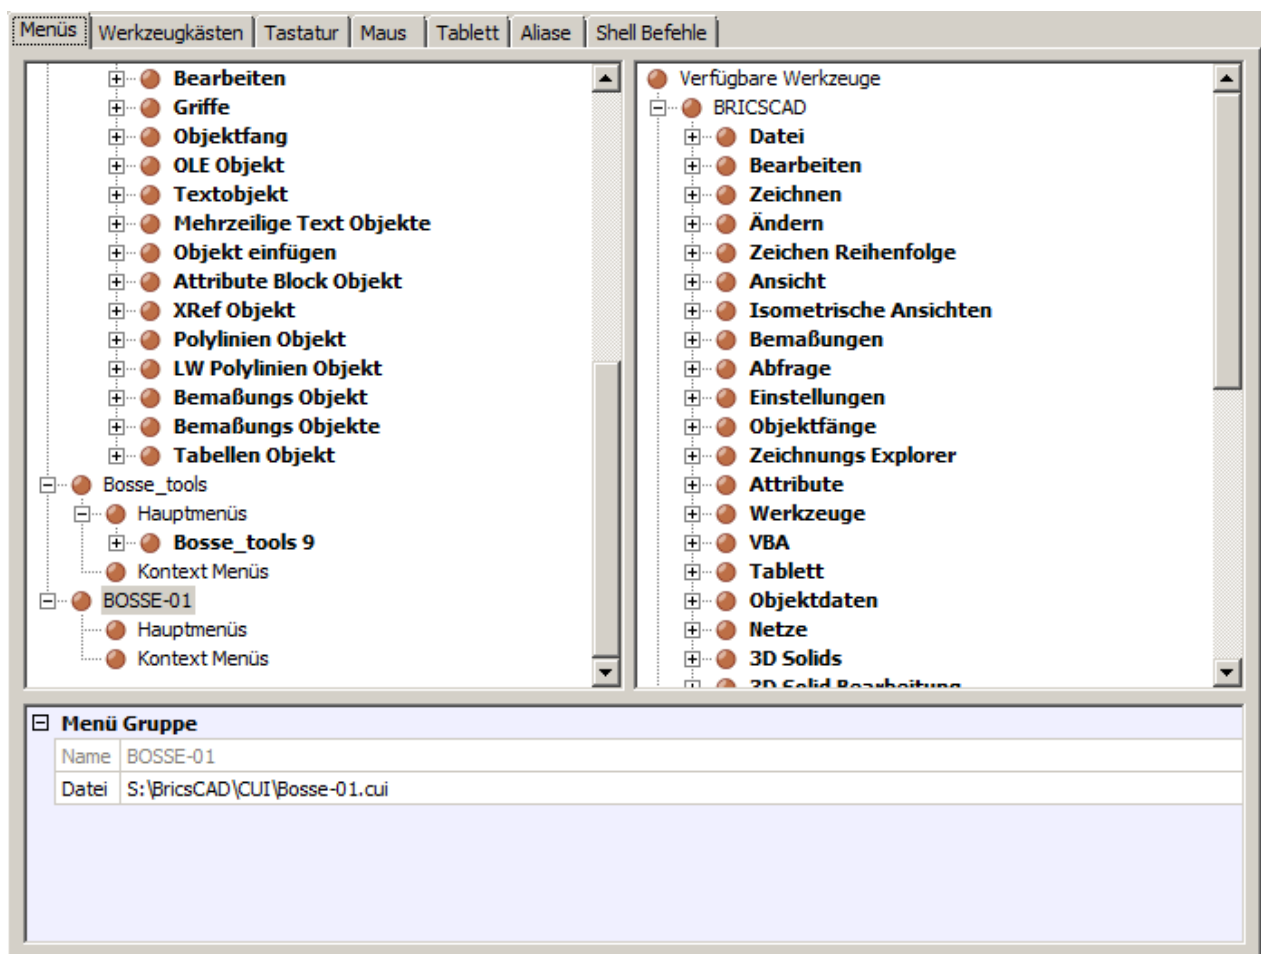 Menüs Werkzeugkästen Tastatur Maus Tablett Aliase Shell Befehle
Bearbeiten
Griffe
Objektfang
OLE Objekt
Textobjekt
Mehrzeilige Text Objekte
Objekt einfügen
Attribute Block Objekt
XRef Objekt
Polylinien Objekt
LW Polylinien Objekt
Bemaßungs Objekt
Bemaßungs Objekte
Tabellen Objekt
Bosse_tools
Hauptmenüs
Bosse_tools 9
Kontext Menüs
BOSSE-01
Hauptmenüs
Kontext Menüs
Verfügbare Werkzeuge
BRICSCAD
Datei
Bearbeiten
Zeichnen
Ändern
Zeichen Reihenfolge
Ansicht
Isometrische Ansichten
Bemaßungen
Abfrage
Einstellungen
Objektfänge
Zeichnungs Explorer
Attribute
Werkzeuge
VBA
Tablett
Objektdaten
Netze
3D Solids
3D Solid Bearbeitung
Menü Gruppe
Name BOSSE-01
Datei S:\BricsCAD\CUI\Bosse-01.cui